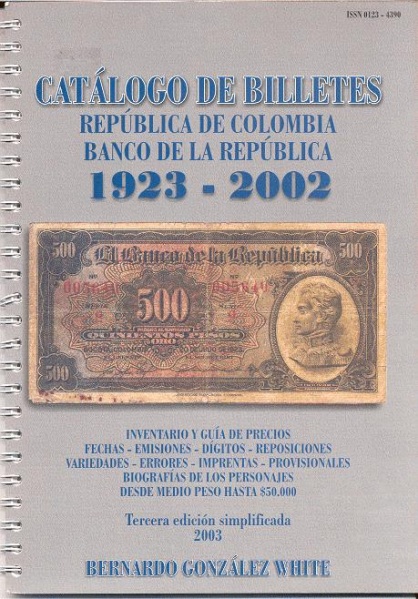 ISSN 0123 - 4390
CATÁLOGO DE BILLETES
REPÚBLICA DE COLOMBIA
BANCO DE LA REPÚBLICA
1923 - 2002
500
500
El Banco de la República
500
QUINIENTOS PESOS
ORO
500
INVENTARIO Y GUÍA DE PRECIOS
FECHAS - EMISIONES - DÍGITOS - REPOSICIONES
VARIEDADES - ERRORES - IMPRENTAS - PROVISIONALES
BIOGRAFÍAS DE LOS PERSONAJES
DESDE MEDIO PESO HASTA $50.000
Tercera edición simplificada
2003
BERNARDO GONZÁLEZ WHITE